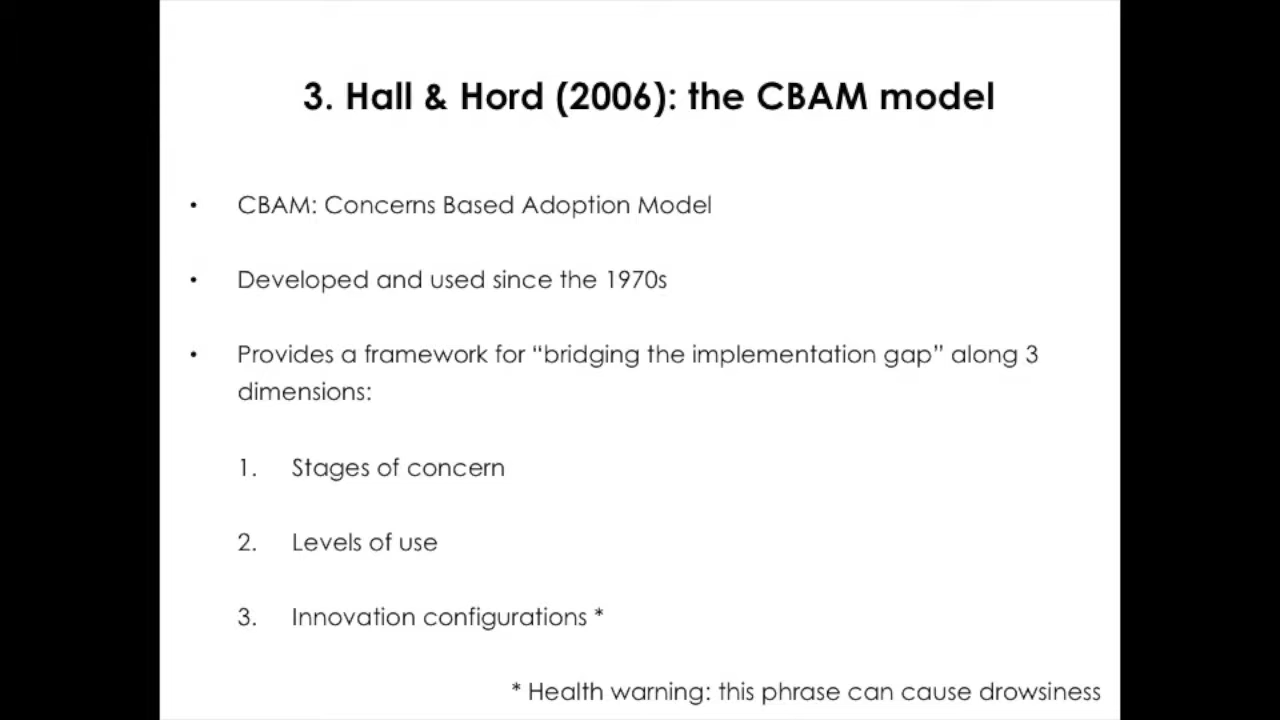 3. Hall & Hord (2006): the CBAM model
• CBAM: Concerns Based Adoption Model
• Developed and used since the 1970s
• Provides a framework for “bridging the implementation gap” along 3
dimensions:
1. Stages of concern
2. Levels of use
3. Innovation configurations *
* Health warning: this phrase can cause drowsiness